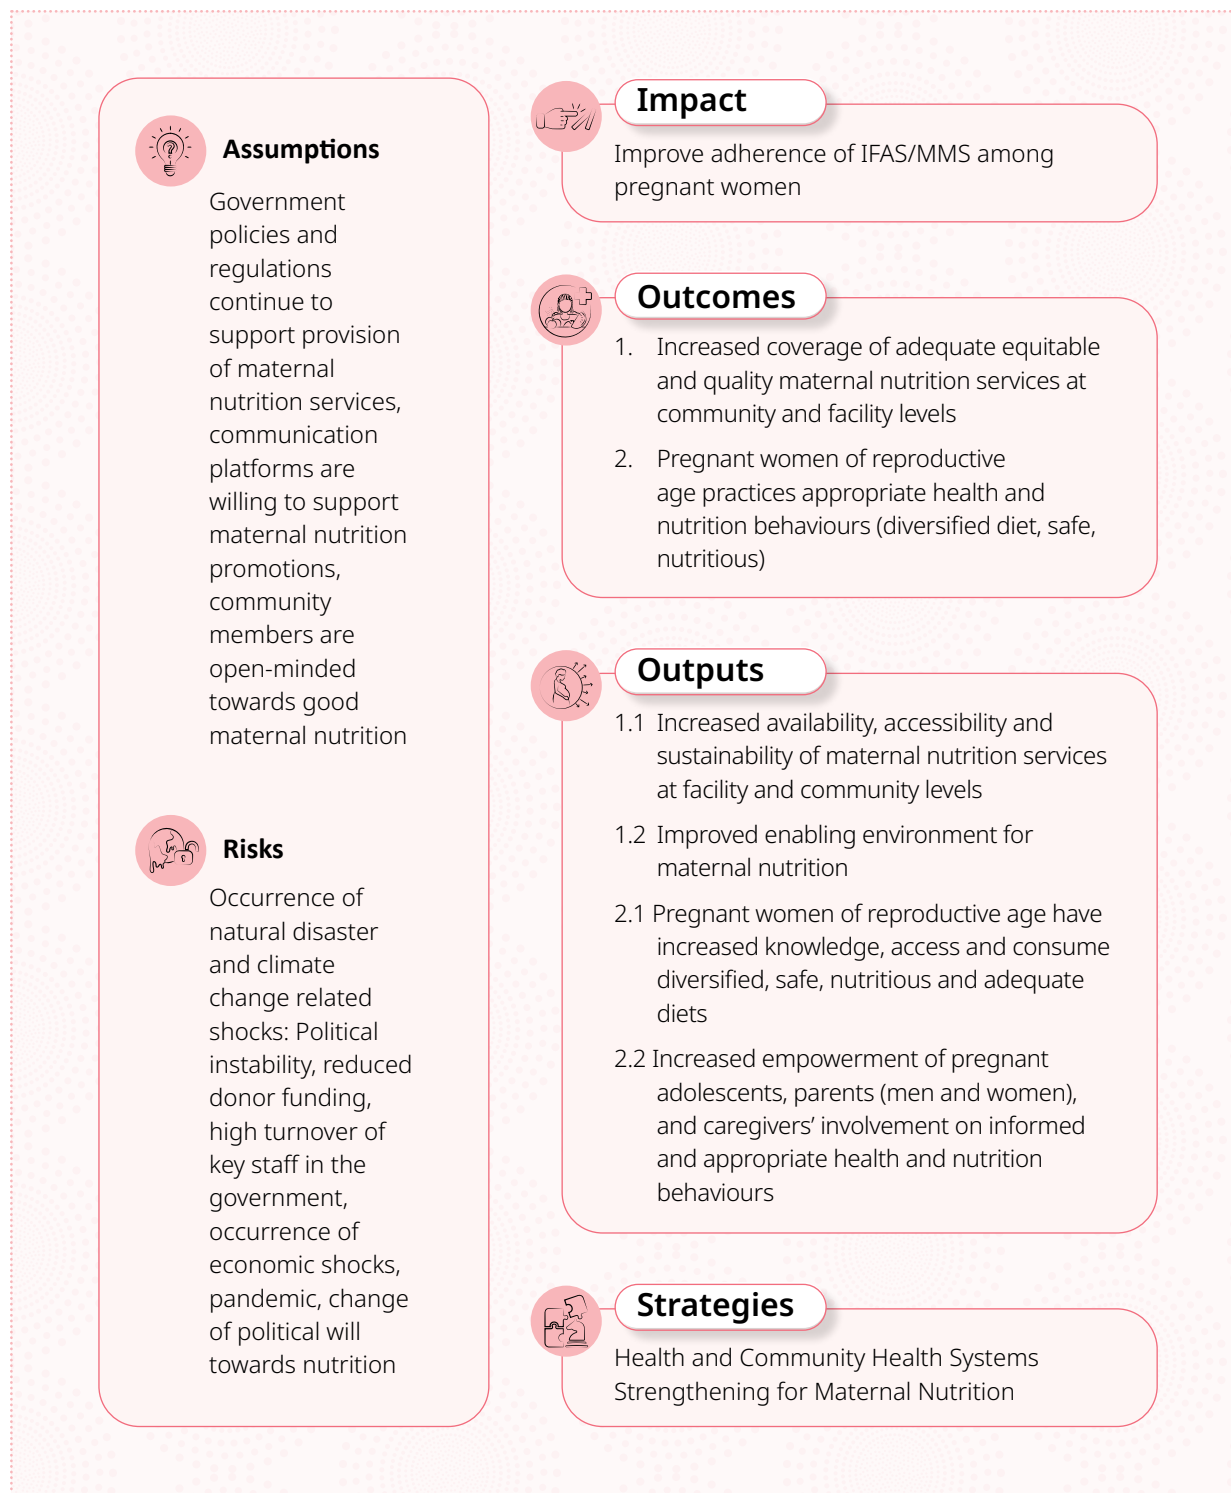 Assumptions
Government
policies and
regulations
continue to
support provision
of maternal
nutrition services,
communication
platforms are
willing to support
maternal nutrition
promotions,
community
members are
open-minded
towards good
maternal nutrition
Risks
Occurrence of
natural disaster
and climate
change related
shocks: Political
instability, reduced
donor funding,
high turnover of
key staff in the
government,
occurrence of
economic shocks,
pandemic, change
of political will
towards nutrition
Impact
Improve adherence of IFAS/MMS among
pregnant women
Outcomes
1. Increased coverage of adequate equitable
and quality maternal nutrition services at
community and facility levels
2. Pregnant women of reproductive
age practices appropriate health and
nutrition behaviours (diversified diet, safe,
nutritious)
Outputs
1.1 Increased availability, accessibility and
sustainability of maternal nutrition services
at facility and community levels
1.2 Improved enabling environment for
maternal nutrition
2.1 Pregnant women of reproductive age have
increased knowledge, access and consume
diversified, safe, nutritious and adequate
diets
2.2 Increased empowerment of pregnant
adolescents, parents (men and women),
and caregivers’ involvement on informed
and appropriate health and nutrition
behaviours
Strategies
Health and Community Health Systems
Strengthening for Maternal Nutrition